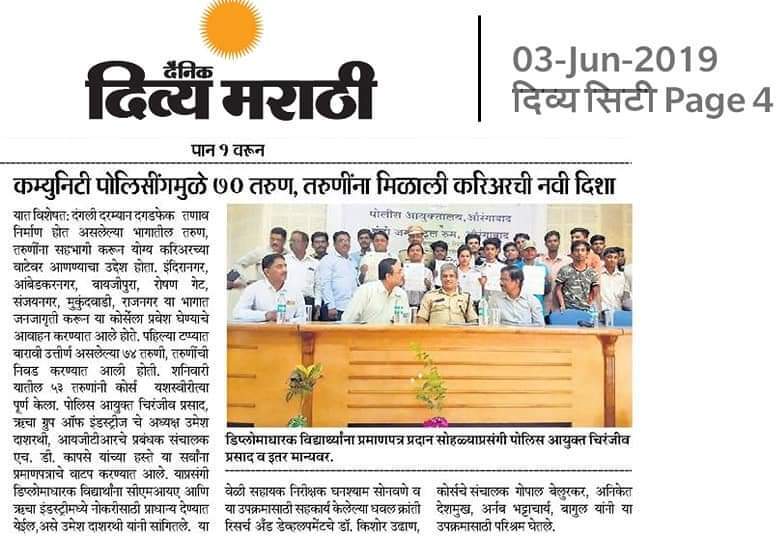 दैनिक
दिव्य मराठी
03-Jun-2019
दिव्य सिटी Page 4
पान १ वरून
कम्युनिटी पोलिसींगमुळे ७० तरुण, तरुणींना मिळाली करिअरची नवी दिशा
यात विशेषत: दंगली दरम्यान दगडफेक तणाव
निर्माण होत असलेल्या भागातील तरुण,
तरुणींना सहभागी करून योग्य करिअरच्या
वाटेवर आणण्याचा उद्देश होता. इंदिरानगर,
आंबेडकरनगर, वायजीपुरा, रोषण गेट,
संजयनगर, मुकुंदवाडी, राजनगर या भागात
जनजागृती करून या कोर्सेला प्रवेश घेण्याचे
आवाहन करण्यात आले होते. पहिल्या टप्प्यात
बारावी उत्तीर्ण असलेल्या ७४ तरुणी, तरुणींची
निवड करण्यात आली होती. शनिवारी
यातील ५३ तरुणांनी कोर्स यशस्वीरीत्या
पूर्ण केला. पोलिस आयुक्त चिरंजीव प्रसाद,
ऋचा ग्रुप ऑफ इंडस्ट्रीज चे अध्यक्ष उमेश
दाशरथी, आयजीटीआरचे प्रबंधक संचालक
एच. डी. कापसे यांच्या हस्ते या सर्वांना
प्रमाणपत्राचे वाटप करण्यात आले. याप्रसंगी
डिप्लोमाधारक विद्यार्थांना सीएमआयए आणि
ऋचा इंडस्ट्रीमध्ये नोकरीसाठी प्राधान्य देण्यात
येईल,असे उमेश दाशरथी यांनी सांगितले. या
पोलीस आयुक्तालय, औरंगाबाद
रुम, औरंगाबाद
डिप्लोमाधारक विद्यार्थ्यांना प्रमाणपत्र प्रदान सोहळ्याप्रसंगी पोलिस आयुक्त चिरंजीव
प्रसाद व इतर मान्यवर.
वेळी सहायक निरीक्षक घनश्याम सोनवणे व
या उपक्रमासाठी सहकार्य केलेल्या धवल क्रांती
रिसर्च अँड डेव्हलपमेंटचे डॉ. किशोर उढाण,
कोर्सचे संचालक गोपाल बेलुरकर, अनिकेत
देशमुख, अर्नब भट्टाचार्य, बागुल यांनी या
उपक्रमासाठी परिश्रम घेतले.